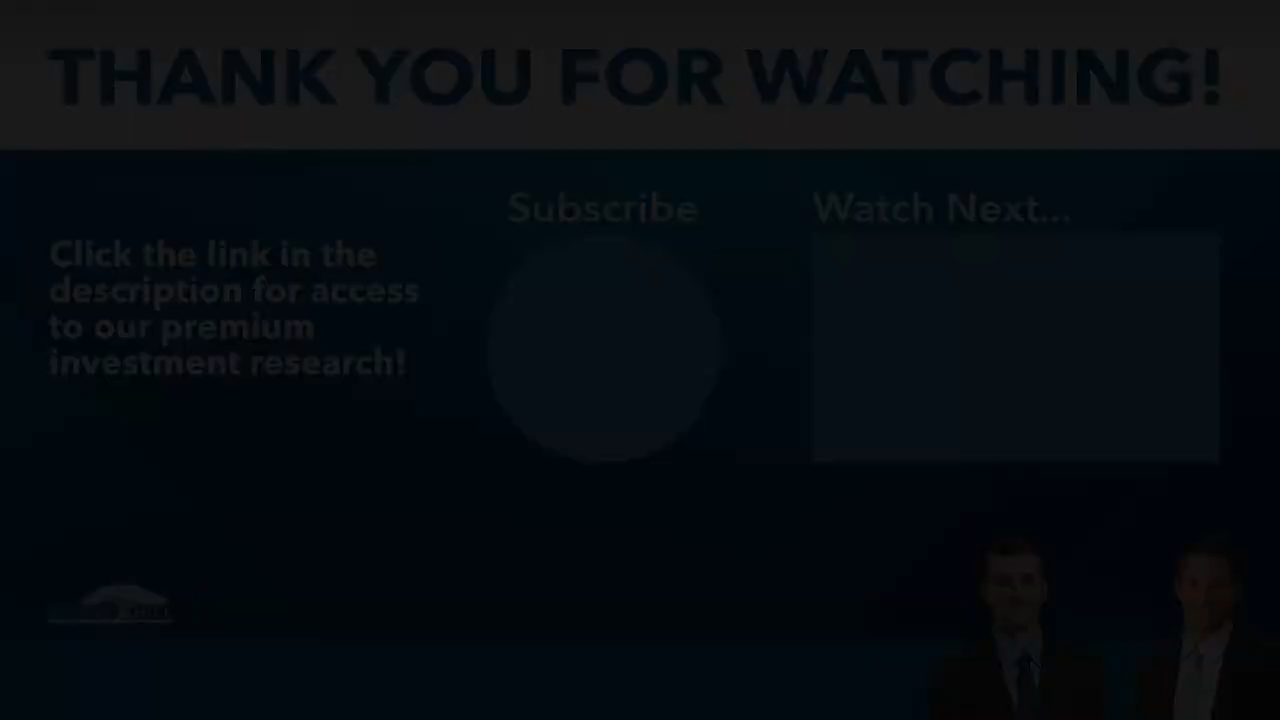 THANK YOU FOR WATCHING!
Subscribe
Watch Next...
Click the link in the
description for access
to our premium
investment research!